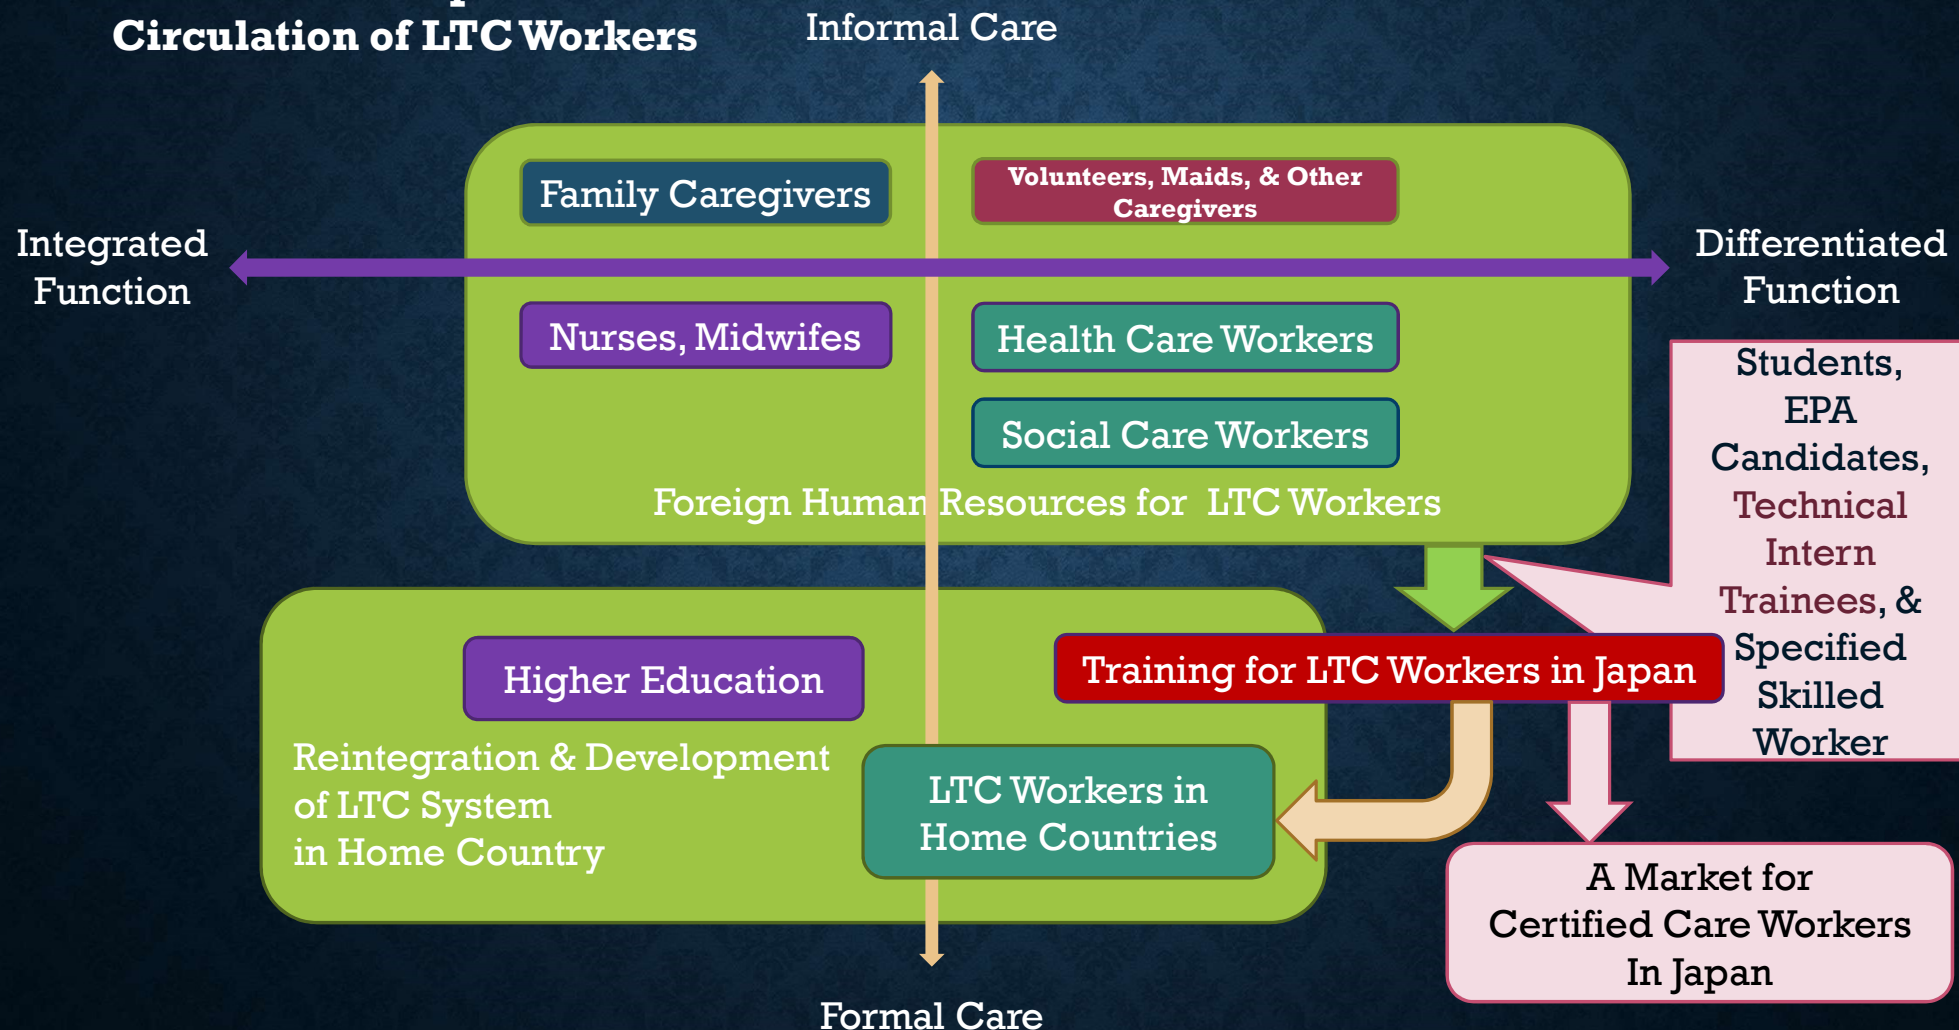 Circulation of LTC Workers
Informal Care
Family Caregivers
Volunteers, Maids, & Other
Caregivers
Integrated
Function
Differentiated
Function
Nurses, Midwifes
Health Care Workers
Social Care Workers
Foreign Human Resources for LTC Workers
Students,
EPA
Candidates,
Technical
Intern
Trainees, &
Specified
Skilled
Worker
Higher Education
Training for LTC Workers in Japan
Reintegration & Development
of LTC System
in Home Country
LTC Workers in
Home Countries
A Market for
Certified Care Workers
In Japan
Formal Care